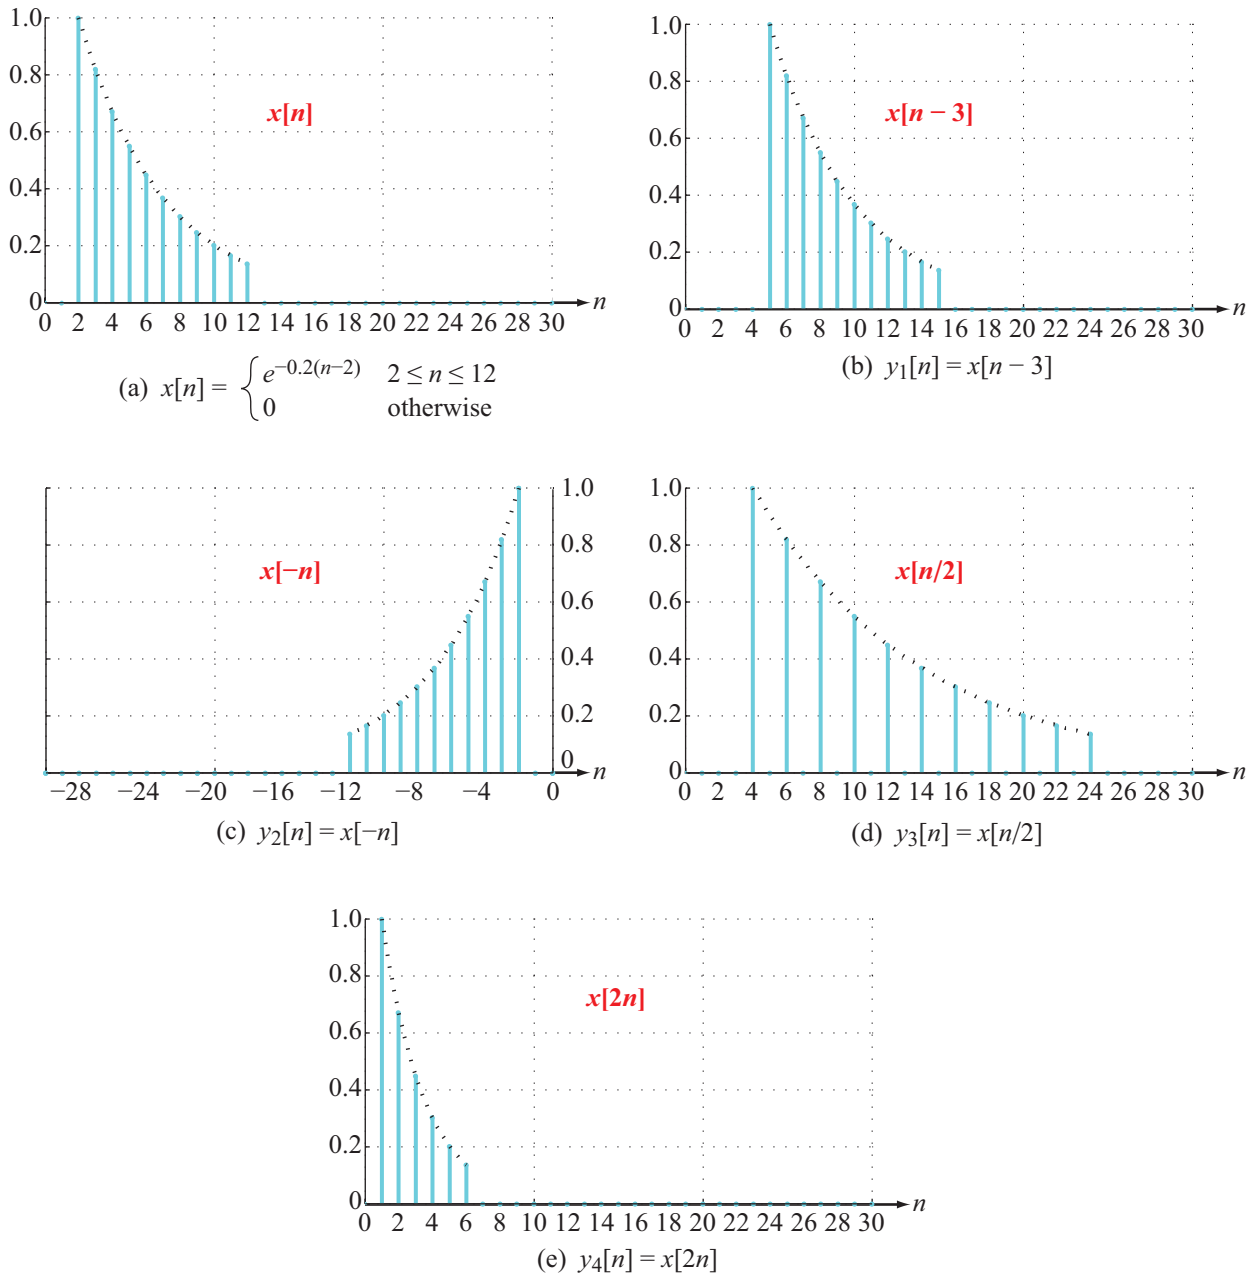 1.0
0.8
0.6
0.4
0.2
0
x[n]
n
0 2 4 6 8 10 12 14 16 18 20 22 24 26 28 30
(a) x[n] = { e^{−0.2(n−2)} 2 ≤ n ≤ 12
0 otherwise
1.0
0.8
0.6
0.4
0.2
0
x[n − 3]
n
0 2 4 6 8 10 12 14 16 18 20 22 24 26 28 30
(b) y₁[n] = x[n − 3]
1.0
0.8
0.6
0.4
0.2
0
x[−n]
n
−28 −24 −20 −16 −12 −8 −4 0
(c) y₂[n] = x[−n]
1.0
0.8
0.6
0.4
0.2
0
x[n/2]
n
0 2 4 6 8 10 12 14 16 18 20 22 24 26 28 30
(d) y₃[n] = x[n/2]
1.0
0.8
0.6
0.4
0.2
0
x[2n]
n
0 2 4 6 8 10 12 14 16 18 20 22 24 26 28 30
(e) y₄[n] = x[2n]